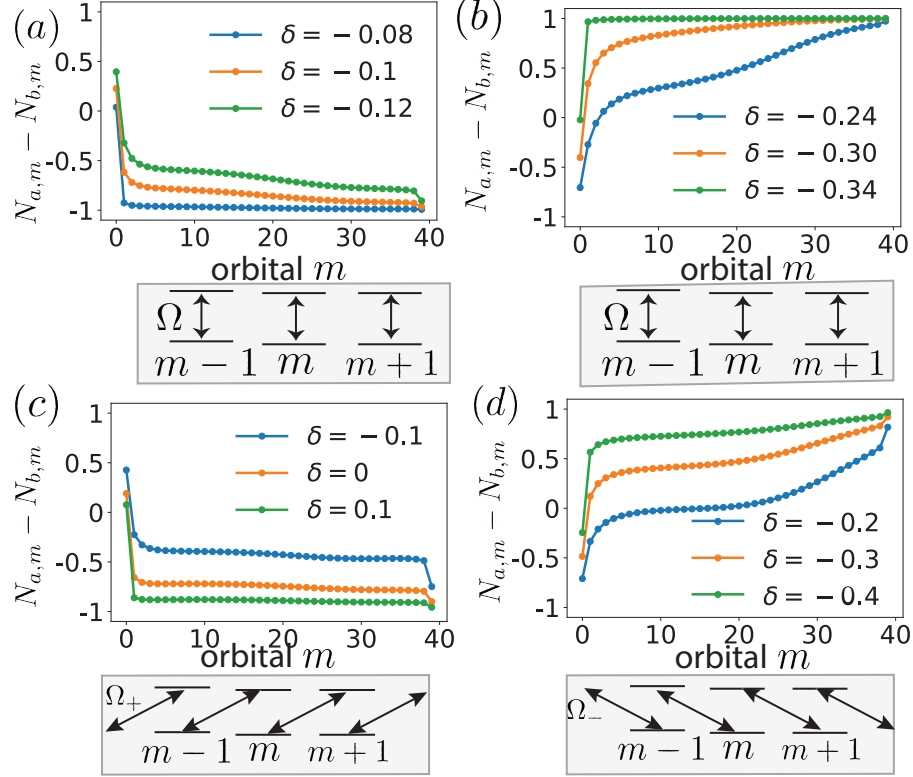 (a)
N_{a,m} − N_{b,m}
1
0.5
0
-0.5
-1
δ = −0.08
δ = −0.1
δ = −0.12
0 10 20 30 40
orbital m
Ω
m − 1 m m + 1
(b)
N_{a,m} − N_{b,m}
1
0.5
0
-0.5
-1
δ = −0.24
δ = −0.30
δ = −0.34
0 10 20 30 40
orbital m
Ω
m − 1 m m + 1
(c)
N_{a,m} − N_{b,m}
1
0.5
0
-0.5
-1
δ = −0.1
δ = 0
δ = 0.1
0 10 20 30 40
orbital m
Ω₊
m − 1 m m + 1
(d)
N_{a,m} − N_{b,m}
1
0.5
0
-0.5
-1
δ = −0.2
δ = −0.3
δ = −0.4
0 10 20 30 40
orbital m
Ω₋
m − 1 m m + 1